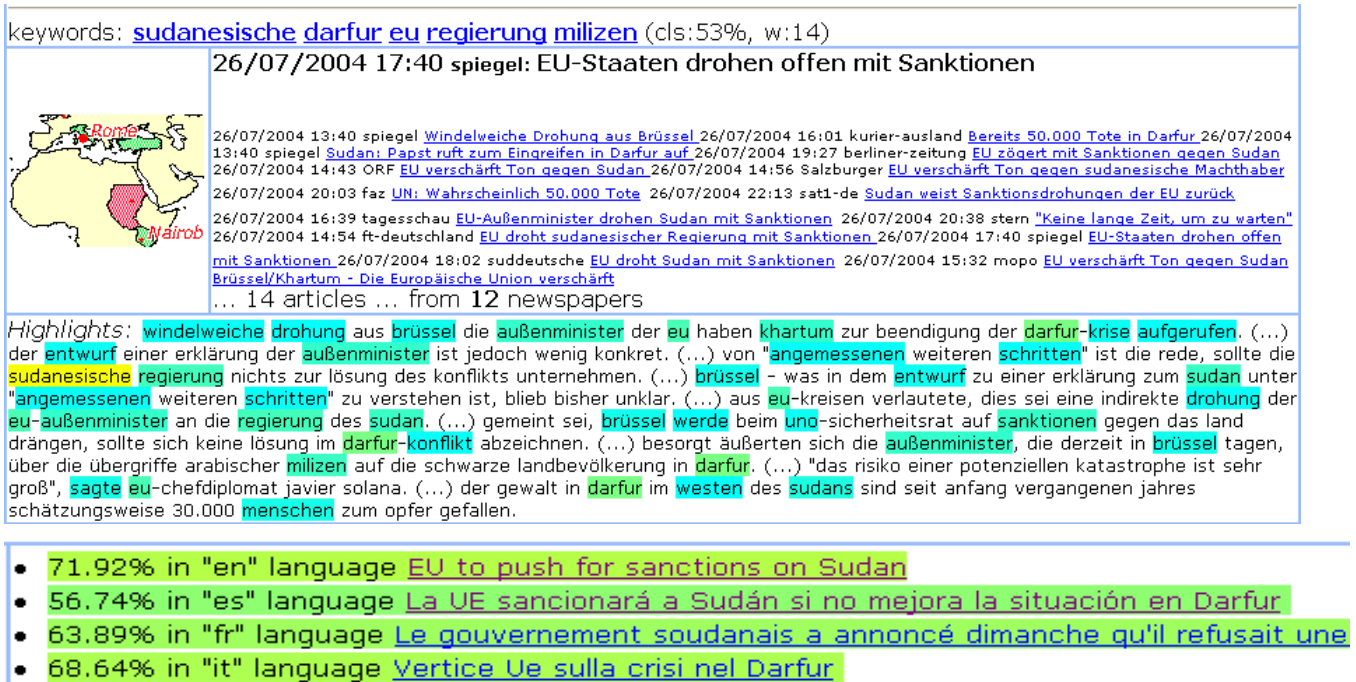 keywords: sudanesische darfur eu regierung milizen (cls:53%, w:14)
26/07/2004 17:40 spiegel: EU-Staaten drohen offen mit Sanktionen
Rome
Nairob
26/07/2004 13:40 spiegel Windelweiche Drohung aus Brüssel 26/07/2004 16:01 kurier-ausland Bereits 50.000 Tote in Darfur 26/07/2004
13:40 spiegel Sudan: Papst ruft zum Eingreifen in Darfur auf 26/07/2004 19:27 berliner-zeitung EU zögert mit Sanktionen gegen Sudan
26/07/2004 14:43 ORF EU verschärft Ton gegen Sudan 26/07/2004 14:56 Salzburger EU verschärft Ton gegen sudanesische Machthaber
26/07/2004 20:03 faz UN: Wahrscheinlich 50.000 Tote 26/07/2004 22:13 sat1-de Sudan weist Sanktionsdrohungen der EU zurück
26/07/2004 16:39 tagesschau EU-Außenminister drohen Sudan mit Sanktionen 26/07/2004 20:38 stern "Keine lange Zeit, um zu warten"
26/07/2004 14:54 ft-deutschland EU droht sudanesischer Regierung mit Sanktionen 26/07/2004 17:40 spiegel EU-Staaten drohen offen
mit Sanktionen 26/07/2004 18:02 suddeutsche EU droht Sudan mit Sanktionen 26/07/2004 15:32 mopo EU verschärft Ton gegen Sudan
Brüssel/Khartum - Die Europäische Union verschärft
... 14 articles ... from 12 newspapers
Highlights: windelweiche drohung aus brüssel die außenminister der eu haben khartum zur beendigung der darfur-krise aufgerufen. (...)
der entwurf einer erklärung der außenminister ist jedoch wenig konkret. (...) von "angemessenen weiteren schritten" ist die rede, sollte die
sudanesische regierung nichts zur lösung des konflikts unternehmen. (...) brüssel - was in dem entwurf zu einer erklärung zum sudan unter
"angemessenen weiteren schritten" zu verstehen ist, blieb bisher unklar. (...) aus eu-kreisen verlautete, dies sei eine indirekte drohung der
eu-außenminister an die regierung des sudan. (...) gemeint sei, brüssel werde beim uno-sicherheitsrat auf sanktionen gegen das land
drängen, sollte sich keine lösung im darfur-konflikt abzeichnen. (...) besorgt äußerten sich die außenminister, die derzeit in brüssel tagen,
über die übergriffe arabischer milizen auf die schwarze landbevölkerung in darfur. (...) "das risiko einer potenziellen katastrophe ist sehr
groß", sagte eu-chefdiplomat javier solana. (...) der gewalt in darfur im westen des sudans sind seit anfang vergangenen jahres
schätzungsweise 30.000 menschen zum opfer gefallen.
• 71.92% in "en" language EU to push for sanctions on Sudan
• 56.74% in "es" language La UE sancionará a Sudán si no mejora la situación en Darfur
• 63.89% in "fr" language Le gouvernement soudanais a annoncé dimanche qu'il refusait une
• 68.64% in "it" language Vertice Ue sulla crisi nel Darfur